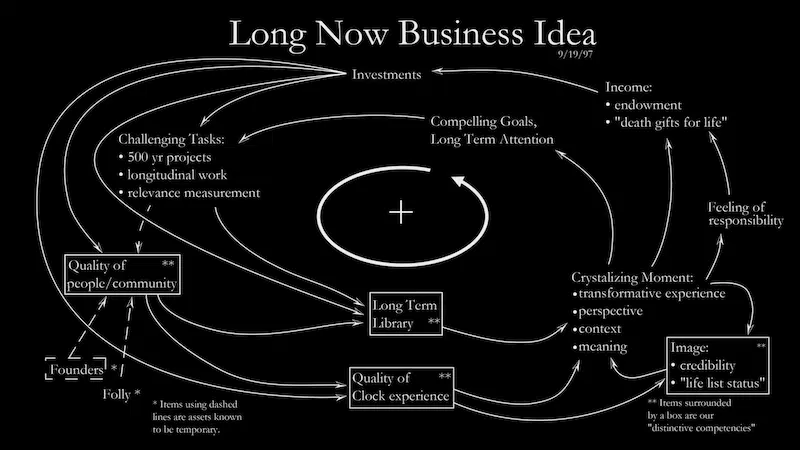 Long Now Business Idea
9/19/97
Investments
Income:
• endowment
• "death gifts for life"
Compelling Goals,
Long Term Attention
Challenging Tasks:
• 500 yr projects
• longitudinal work
• relevance measurement
Feeling of
responsibility
+
Quality of **
people/community
Crystalizing Moment:
• transformative experience
• perspective
• context
• meaning
Long Term
Library **
Image: **
• credibility
• "life list status"
Founders *
Quality of **
Clock experience
Folly *
* Items using dashed
lines are assets known
to be temporary.
** Items surrounded
by a box are our
"distinctive competencies"